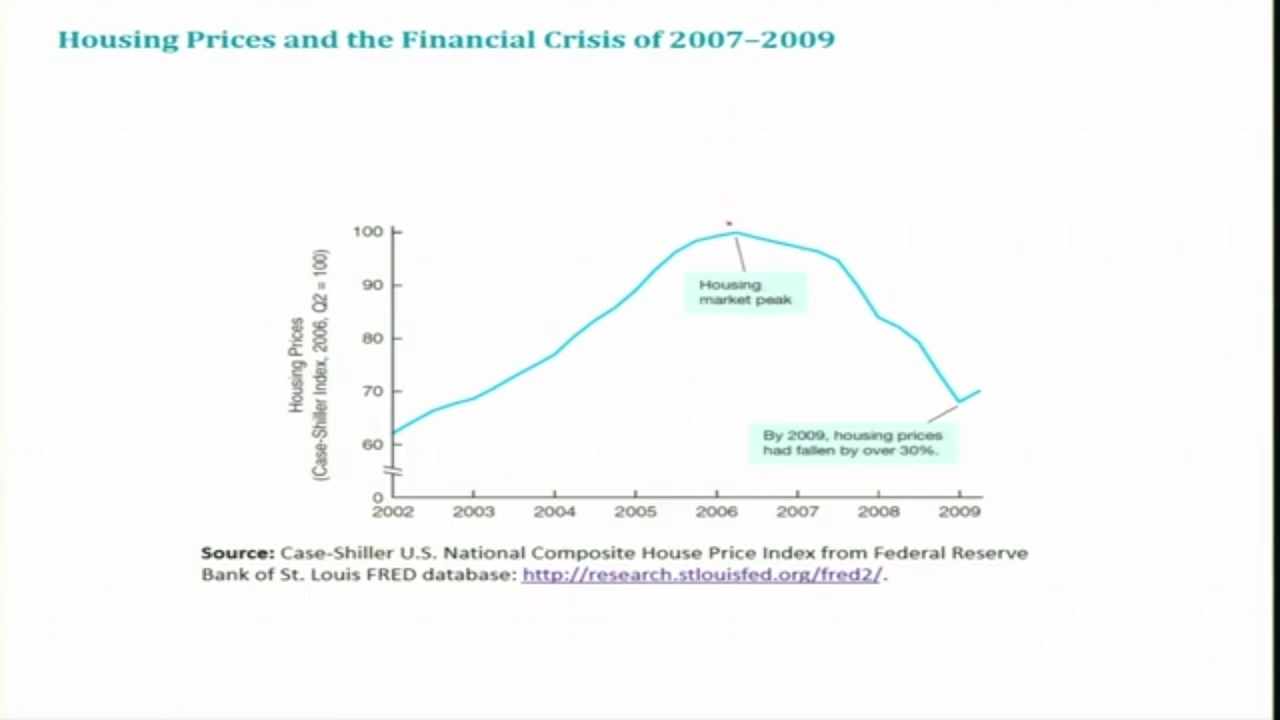 Housing Prices and the Financial Crisis of 2007–2009
Housing Prices
(Case-Shiller Index, 2006, Q2 = 100)
100
90
80
70
60
0
Housing
market peak
By 2009, housing prices
had fallen by over 30%.
2002 2003 2004 2005 2006 2007 2008 2009
Source: Case-Shiller U.S. National Composite House Price Index from Federal Reserve
Bank of St. Louis FRED database: http://research.stlouisfed.org/fred2/.